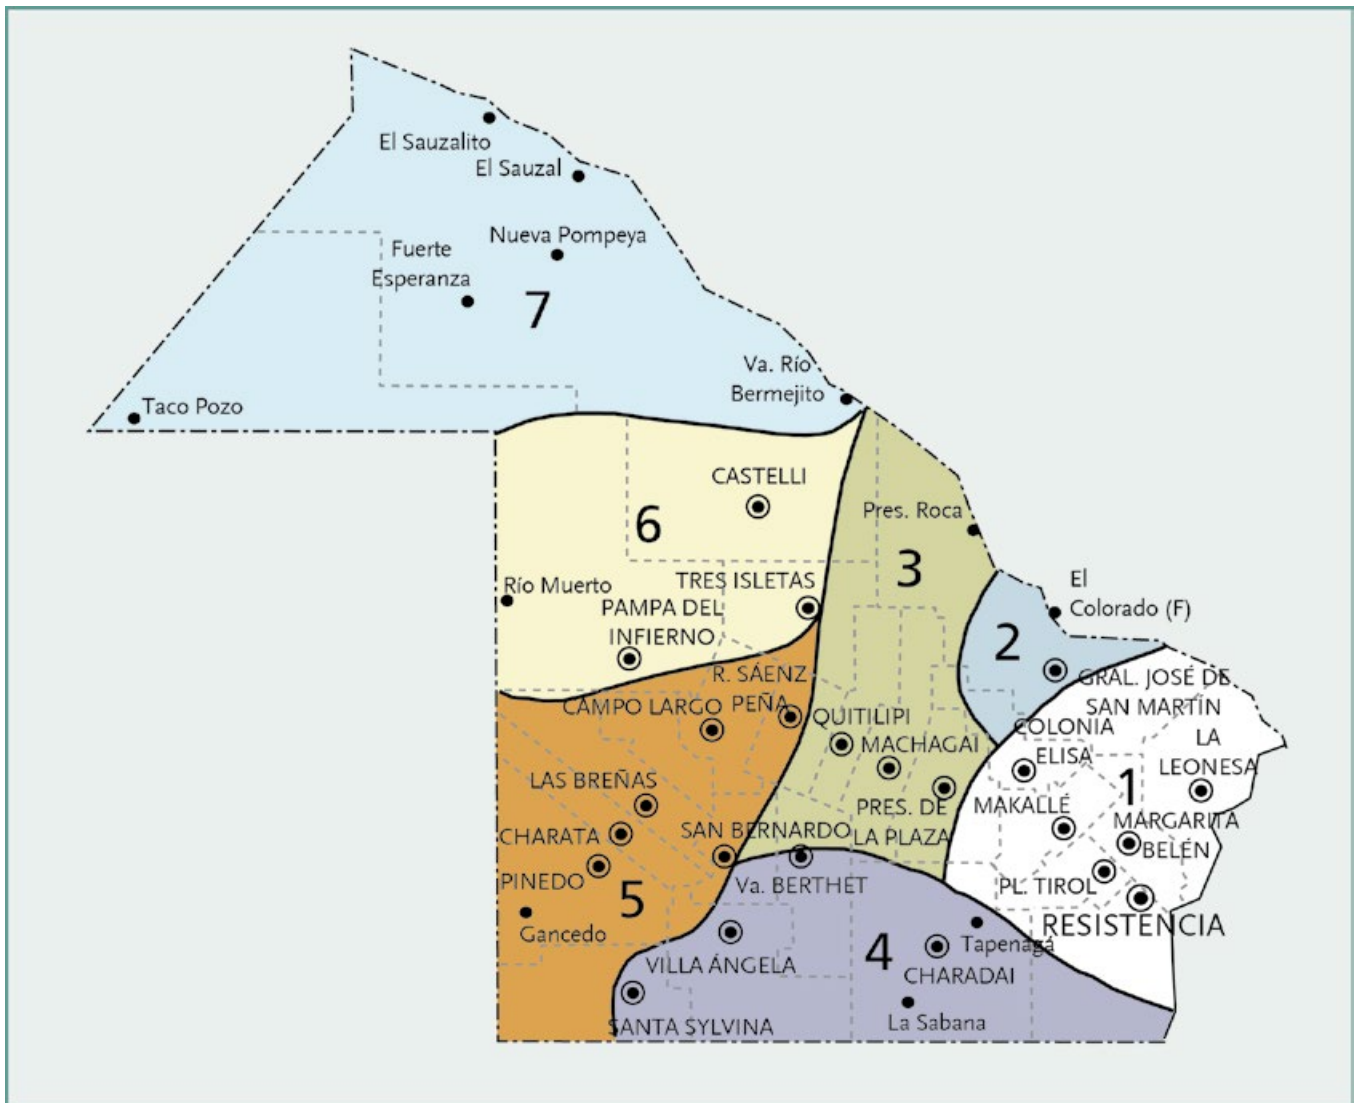 El Sauzalito
El Sauzal
Nueva Pompeya
Fuerte
Esperanza
7
Va. Río
Bermejito
Taco Pozo
CASTELLI
6
Pres. Roca
3
Río Muerto
TRES ISLETAS
PAMPA DEL
INFIERNO
El
Colorado (F)
2
R. SÁENZ
PEÑA
CAMPO LARGO
QUITILIPI
MACHAGAI
GRAL. JOSÉ DE
SAN MARTÍN
COLONIA
ELISA
LA
LEONESA
1
LAS BREÑAS
MAKALLÉ
PRES. DE
LA PLAZA
MARGARITA
BELÉN
CHARATA
SAN BERNARDO
PINEDO
5
Va. BERTHET
PL. TIROL
RESISTENCIA
Gancedo
Tapenagá
4
VILLA ÁNGELA
CHARADAI
SANTA SYLVINA
La Sabana